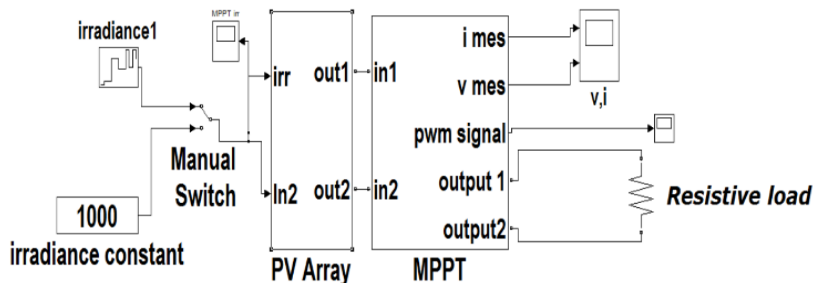 MPPT irr
irradiance1
i mes
irr
out1
in1
v mes
v,i
pwm signal
Manual
Switch
output 1
In2
out2
in2
Resistive load
1000
output2
irradiance constant
PV Array
MPPT